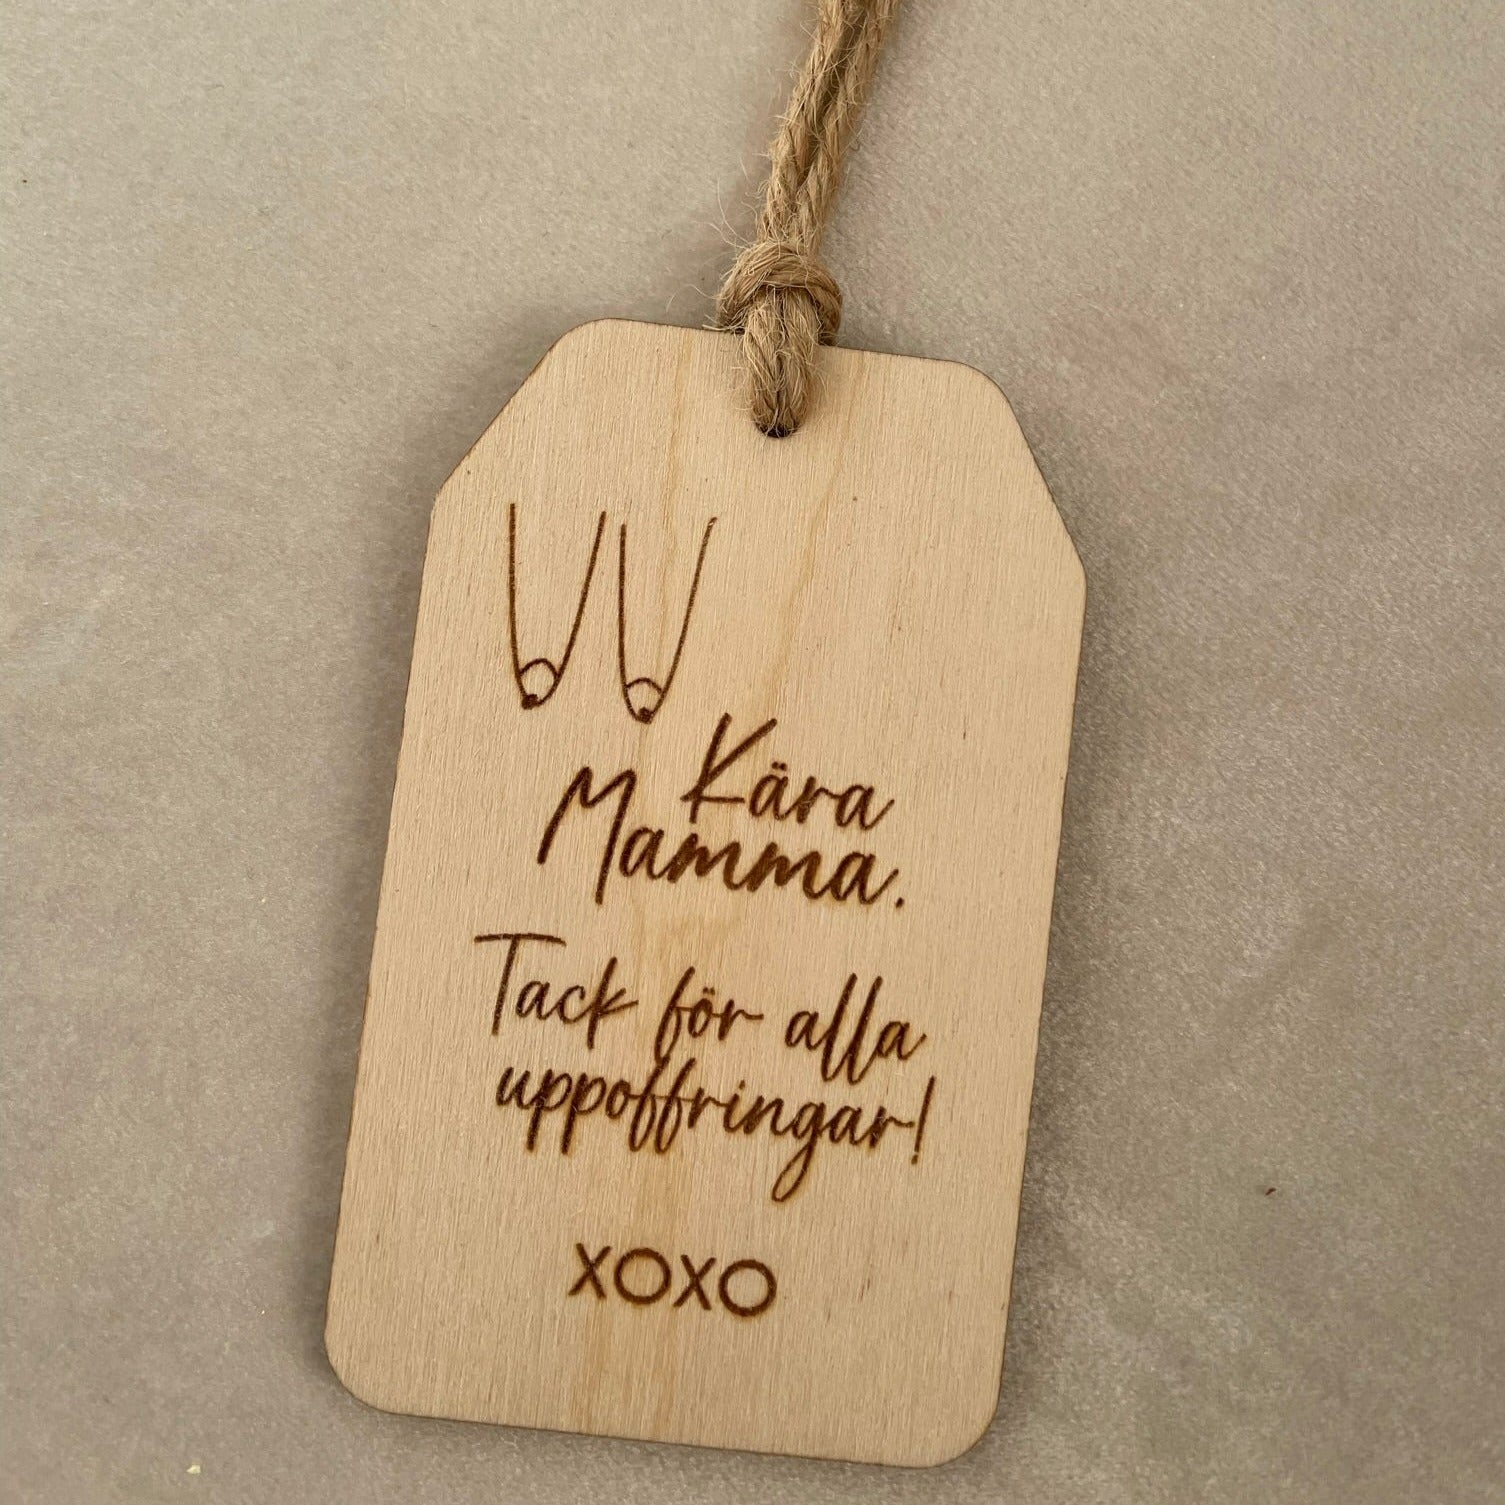 Kära
Mamma.
Tack för alla
uppoffringar!
XOXO